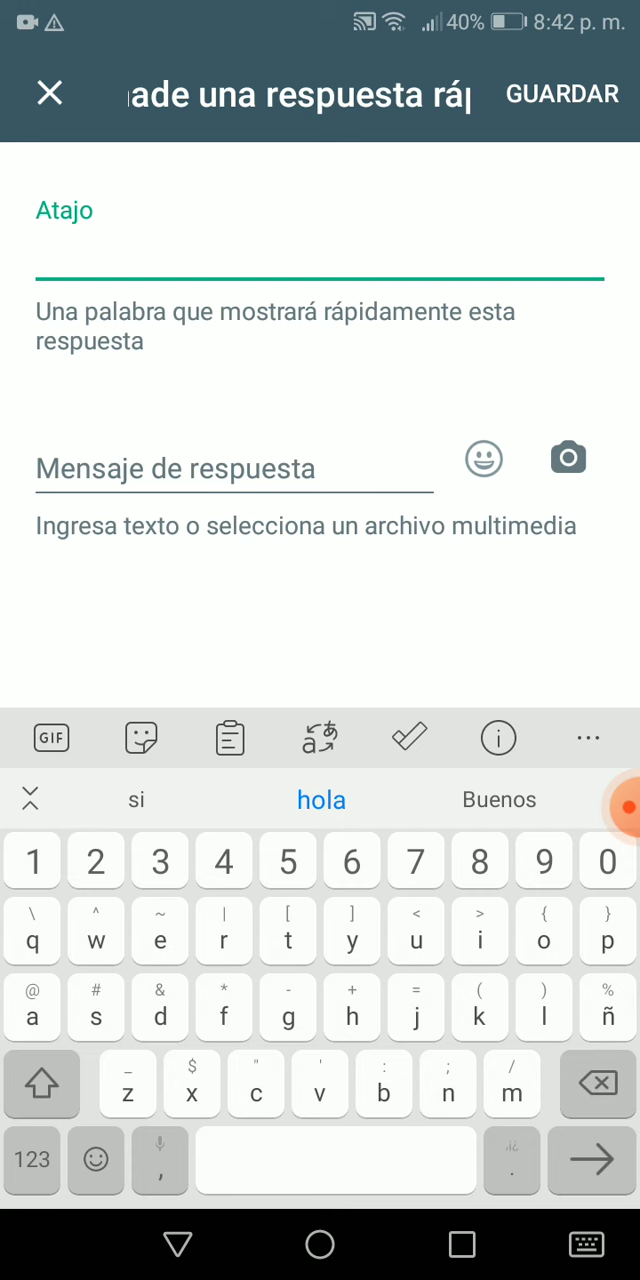 40% 8:42 p. m.
ade una respuesta ráp GUARDAR
Atajo
Una palabra que mostrará rápidamente esta
respuesta
Mensaje de respuesta
Ingresa texto o selecciona un archivo multimedia
GIF
si hola Buenos
1 2 3 4 5 6 7 8 9 0
\ ^ ~ | [ ] < > { }
q w e r t y u i o p
@ # & * - + = ( ) %
a s d f g h j k l ñ
_ $ " ' : ; /
z x c v b n m
123 , .